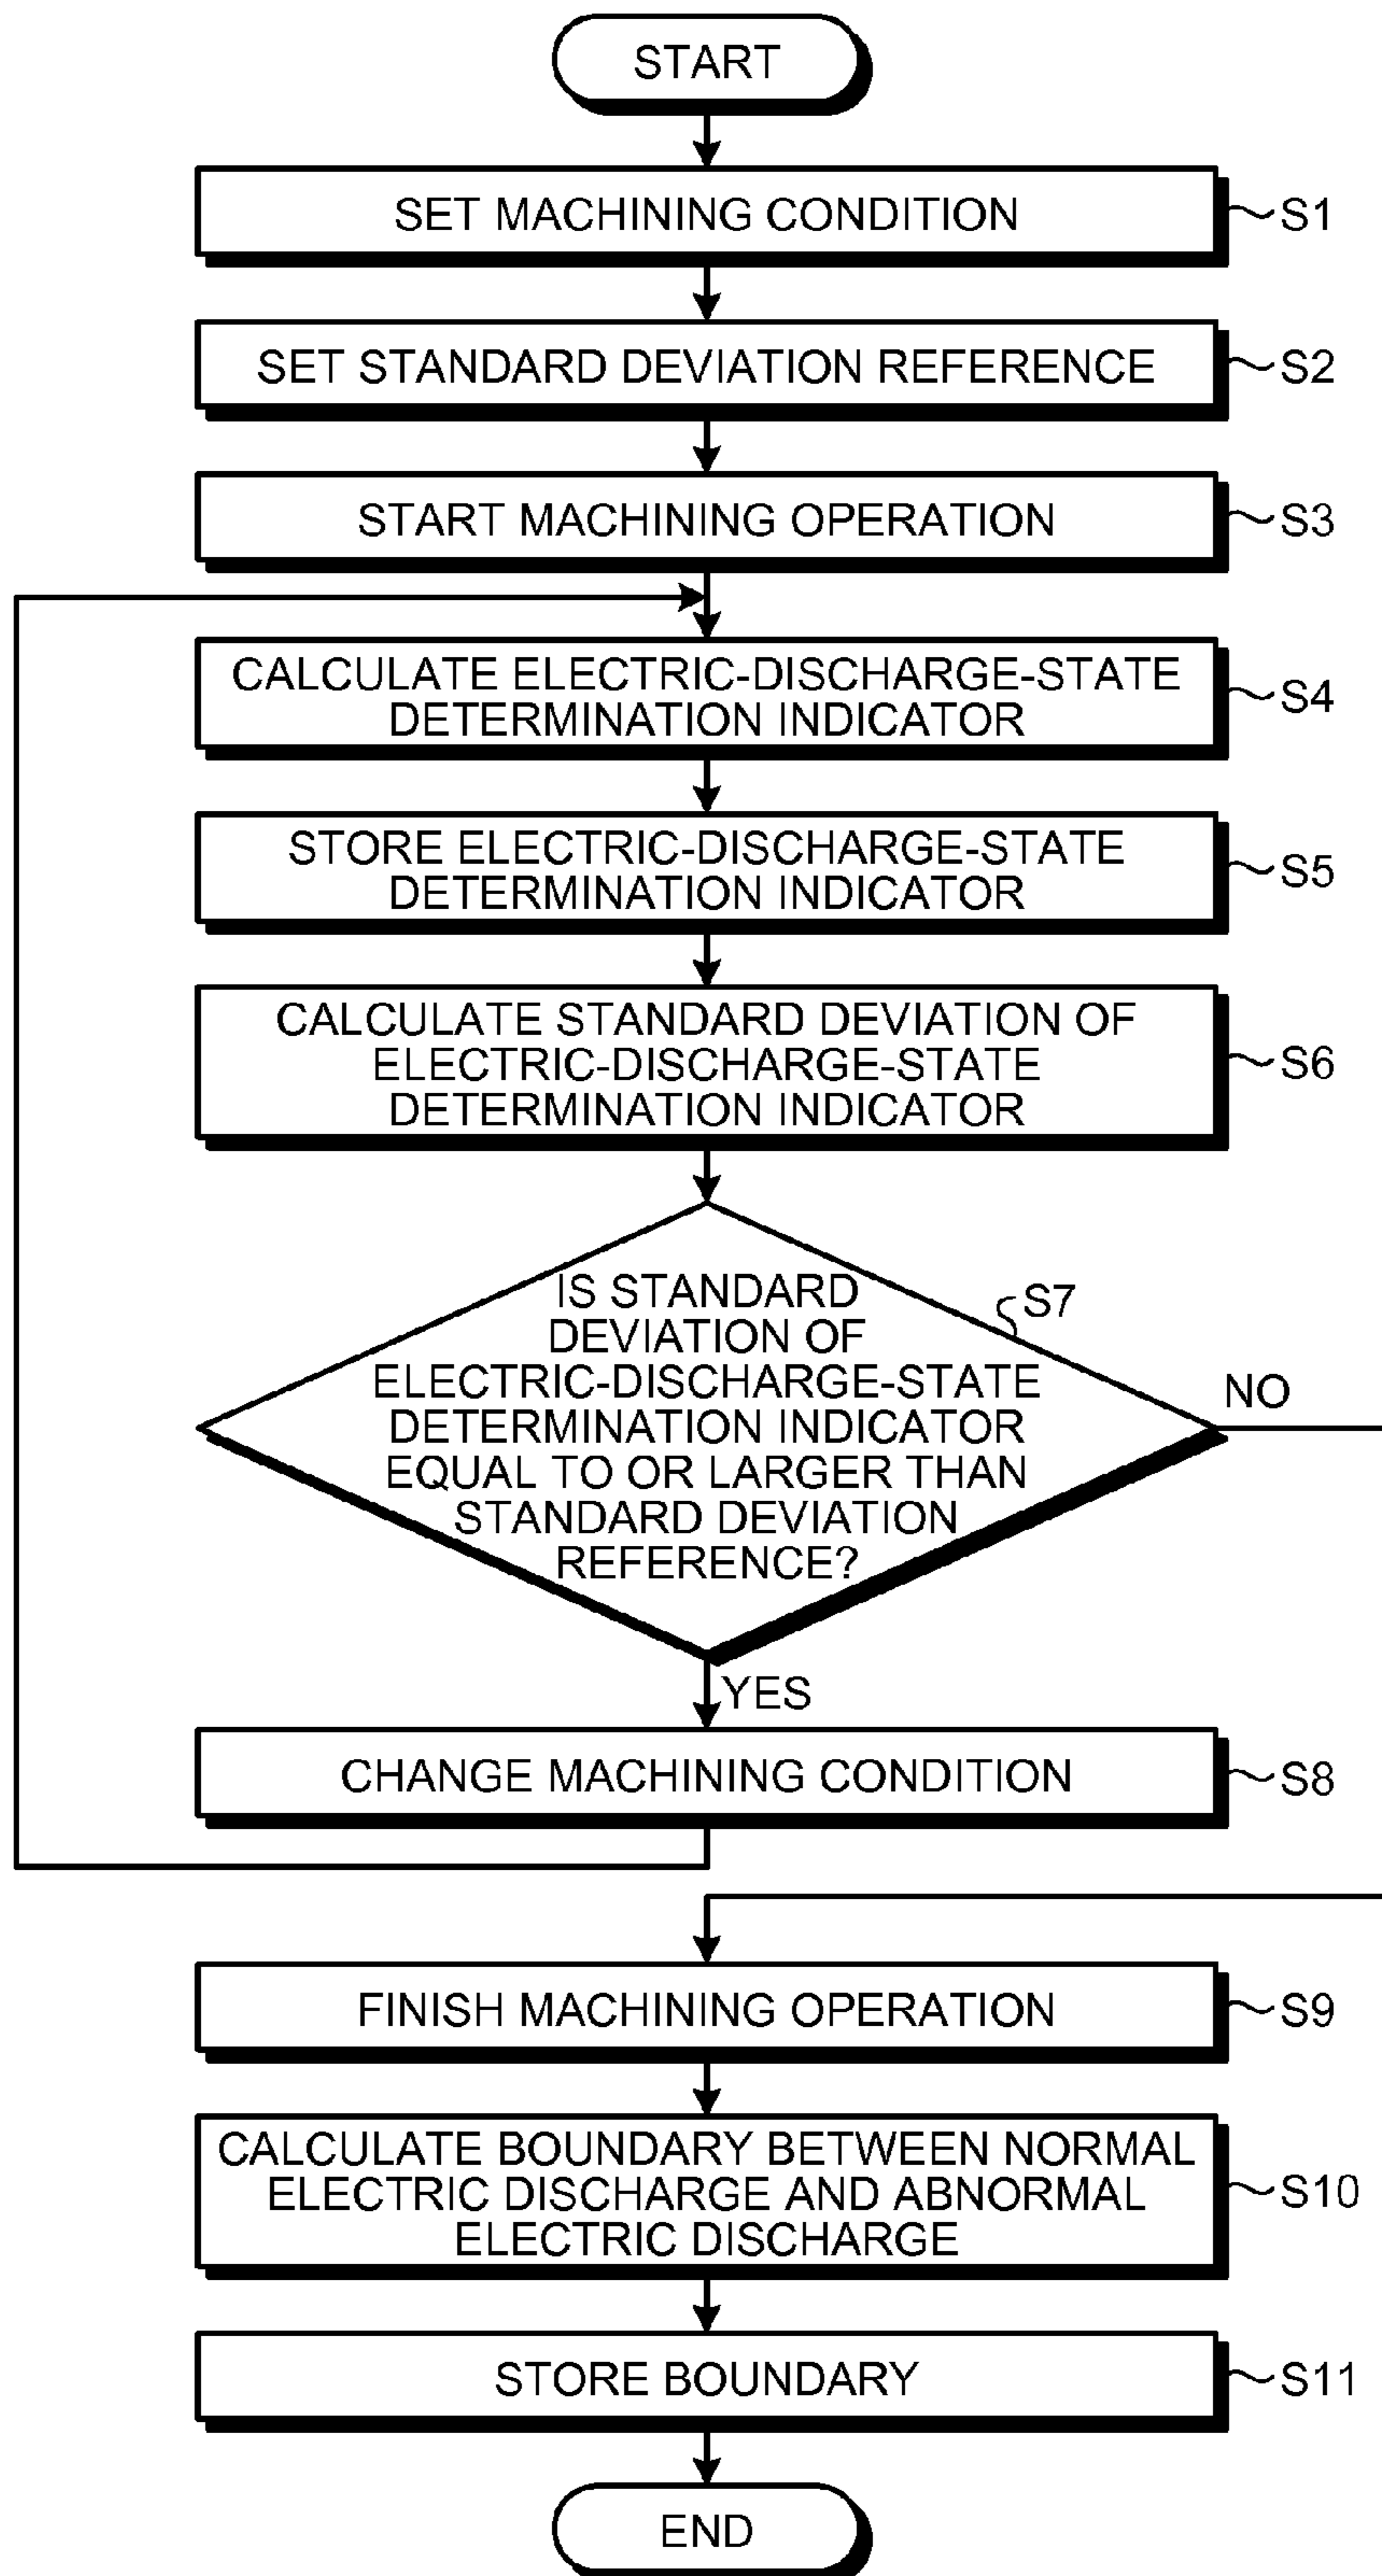 START
SET MACHINING CONDITION
S1
SET STANDARD DEVIATION REFERENCE
S2
START MACHINING OPERATION
S3
CALCULATE ELECTRIC-DISCHARGE-STATE
DETERMINATION INDICATOR
S4
STORE ELECTRIC-DISCHARGE-STATE
DETERMINATION INDICATOR
S5
CALCULATE STANDARD DEVIATION OF
ELECTRIC-DISCHARGE-STATE
DETERMINATION INDICATOR
S6
IS STANDARD
DEVIATION OF
ELECTRIC-DISCHARGE-STATE
DETERMINATION INDICATOR
EQUAL TO OR LARGER THAN
STANDARD DEVIATION
REFERENCE?
S7
NO
YES
CHANGE MACHINING CONDITION
S8
FINISH MACHINING OPERATION
S9
CALCULATE BOUNDARY BETWEEN NORMAL
ELECTRIC DISCHARGE AND ABNORMAL
ELECTRIC DISCHARGE
S10
STORE BOUNDARY
S11
END